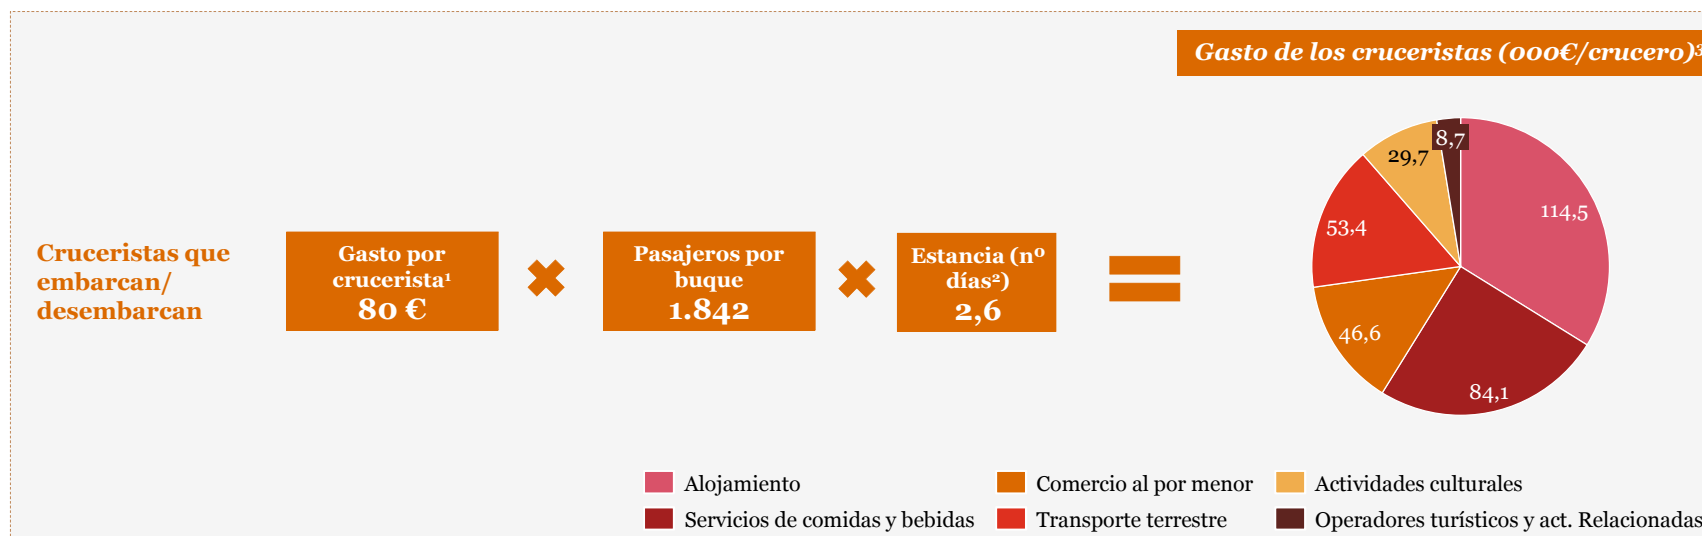 Gasto de los cruceristas (000€/crucero)³
8,7
29,7
114,5
53,4
46,6
84,1
Cruceristas que
embarcan/
desembarcan
Gasto por
crucerista¹
80 €
Pasajeros por
buque
1.842
Estancia (nº
días²)
2,6
Alojamiento
Comercio al por menor
Actividades culturales
Servicios de comidas y bebidas
Transporte terrestre
Operadores turísticos y act. Relacionadas